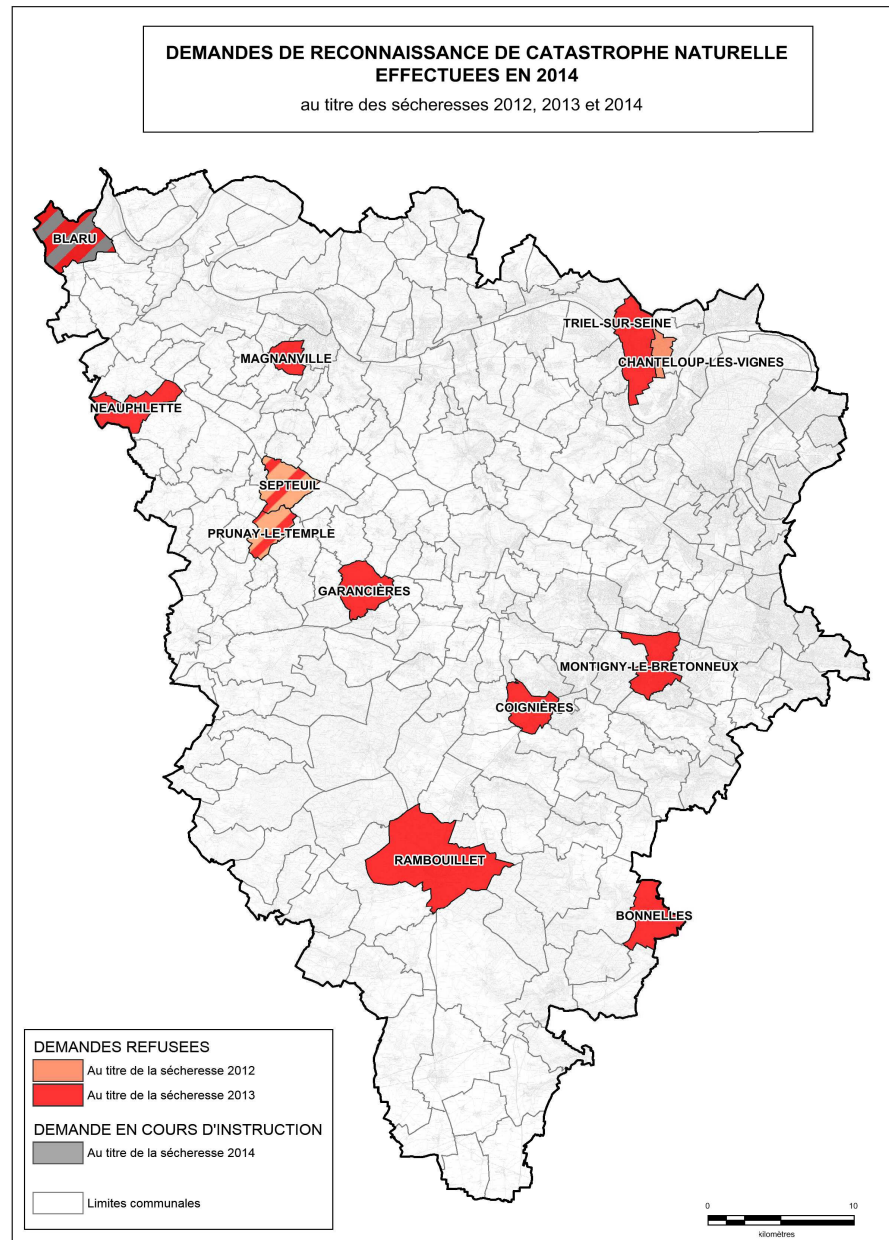 DEMANDES DE RECONNAISSANCE DE CATASTROPHE NATURELLE
EFFECTUEES EN 2014
au titre des sécheresses 2012, 2013 et 2014
BLARU
TRIEL-SUR-SEINE
MAGNANVILLE
CHANTELOUP-LES-VIGNES
NEAUPHLETTE
SEPTEUIL
PRUNAY-LE-TEMPLE
GARANCIÈRES
MONTIGNY-LE-BRETONNEUX
COIGNIÈRES
RAMBOUILLET
BONNELLES
DEMANDES REFUSEES
Au titre de la sécheresse 2012
Au titre de la sécheresse 2013
DEMANDE EN COURS D'INSTRUCTION
Au titre de la sécheresse 2014
Limites communales
0 10
kilomètres